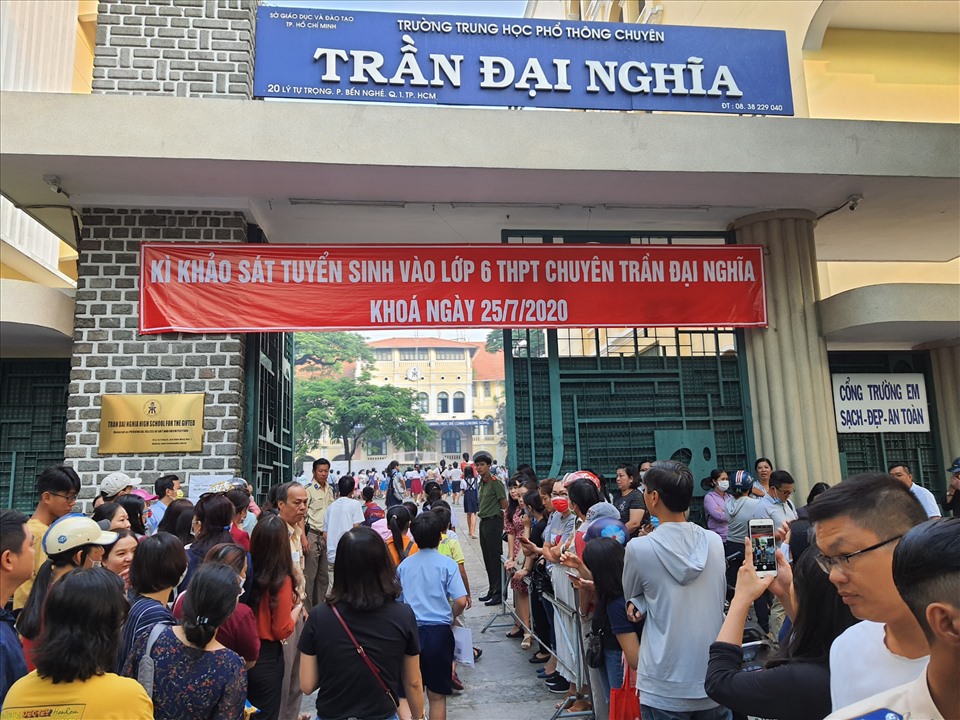 SỞ GIÁO DỤC VÀ ĐÀO TẠO
TP. HỒ CHÍ MINH
TRƯỜNG TRUNG HỌC PHỔ THÔNG CHUYÊN
TRẦN ĐẠI NGHĨA
20 LÝ TỰ TRỌNG. P. BẾN NGHÉ. Q.1. TP. HCM
ĐT : 08. 38 229 040
KÌ KHẢO SÁT TUYỂN SINH VÀO LỚP 6 THPT CHUYÊN TRẦN ĐẠI NGHĨA
KHOÁ NGÀY 25/7/2020
TRAN DAI NGHIA HIGH SCHOOL FOR THE GIFTED
CỔNG TRƯỜNG EM
SẠCH-ĐẸP-AN TOÀN